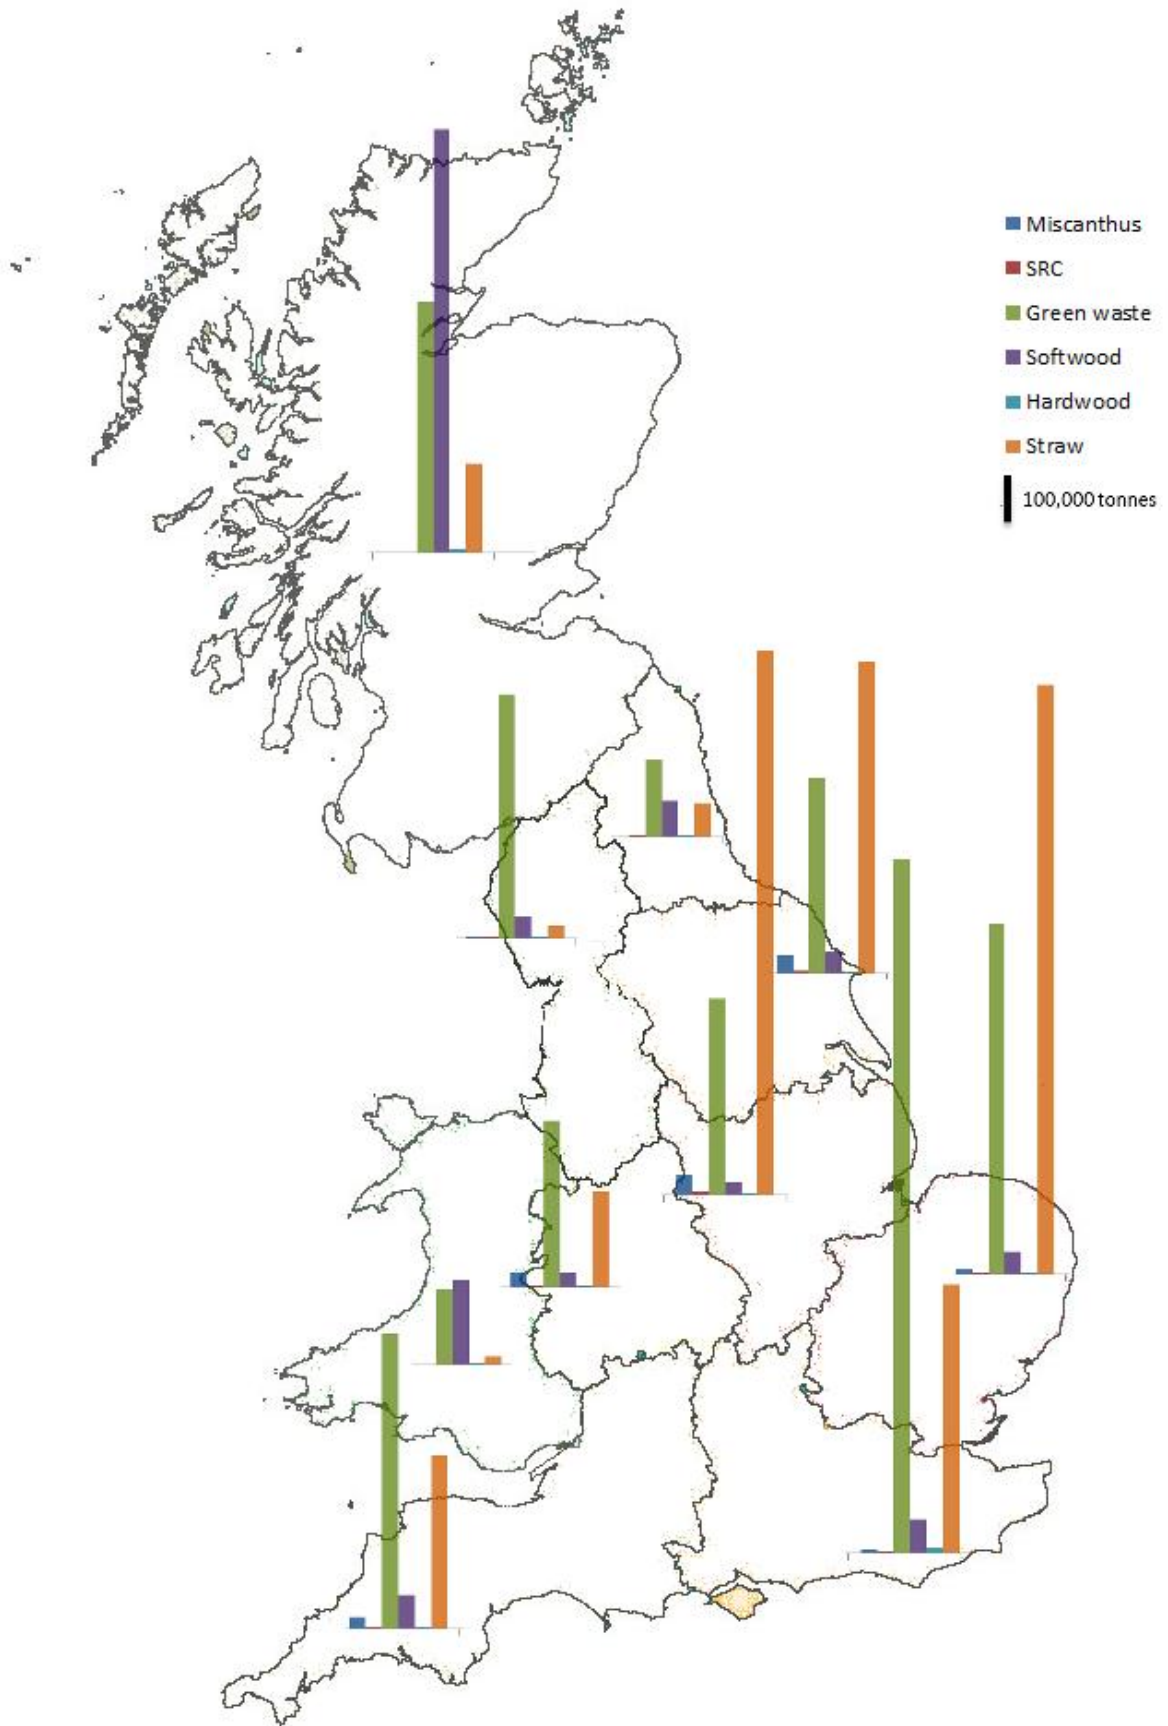 Miscanthus
SRC
Green waste
Softwood
Hardwood
Straw
100,000 tonnes